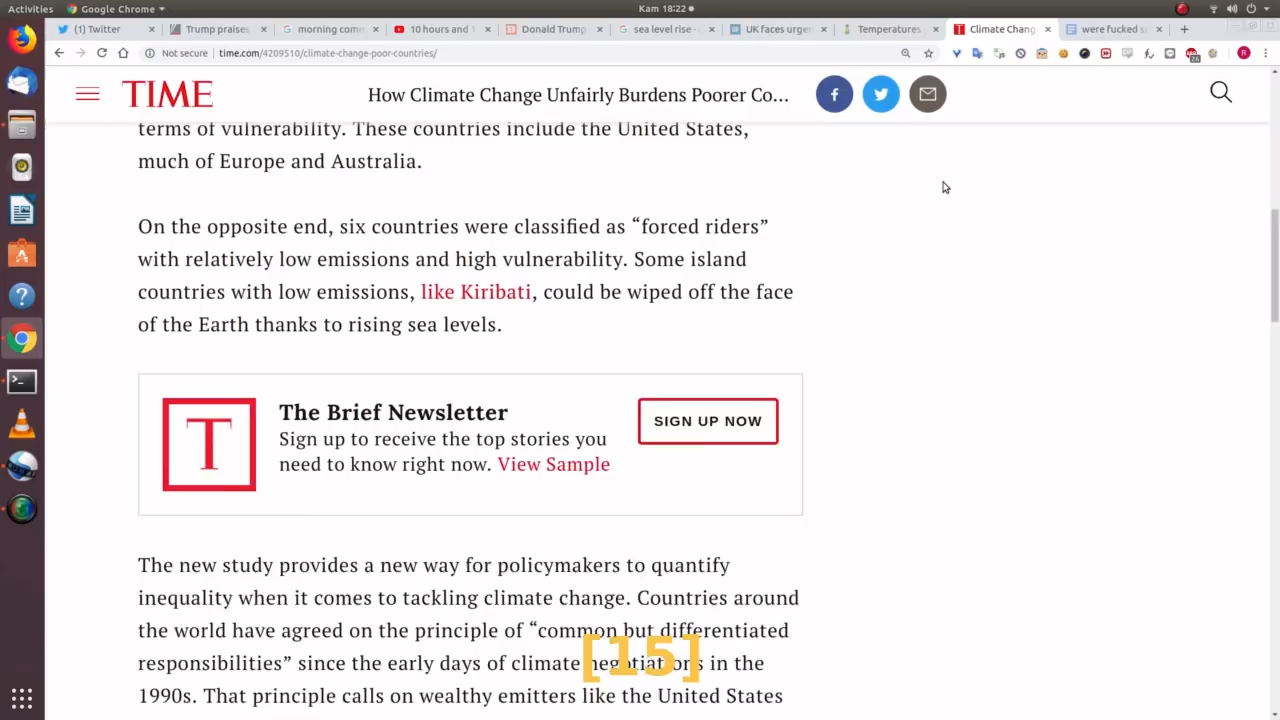 Activities
Google Chrome
Kam 18:22
(1) Twitter
Trump praises
morning comm
10 hours and 1
Donald Trump
sea level rise -
UK faces urgen
Temperatures
Climate Chang
were fucked s
Not secure
time.com/4209510/climate-change-poor-countries/
TIME
How Climate Change Unfairly Burdens Poorer Co...
terms of vulnerability. These countries include the United States,
much of Europe and Australia.
On the opposite end, six countries were classified as “forced riders”
with relatively low emissions and high vulnerability. Some island
countries with low emissions, like Kiribati, could be wiped off the face
of the Earth thanks to rising sea levels.
T
The Brief Newsletter
Sign up to receive the top stories you
need to know right now. View Sample
SIGN UP NOW
The new study provides a new way for policymakers to quantify
inequality when it comes to tackling climate change. Countries around
the world have agreed on the principle of “common but differentiated
responsibilities” since the early days of climate negotiations in the
1990s. That principle calls on wealthy emitters like the United States
[15]